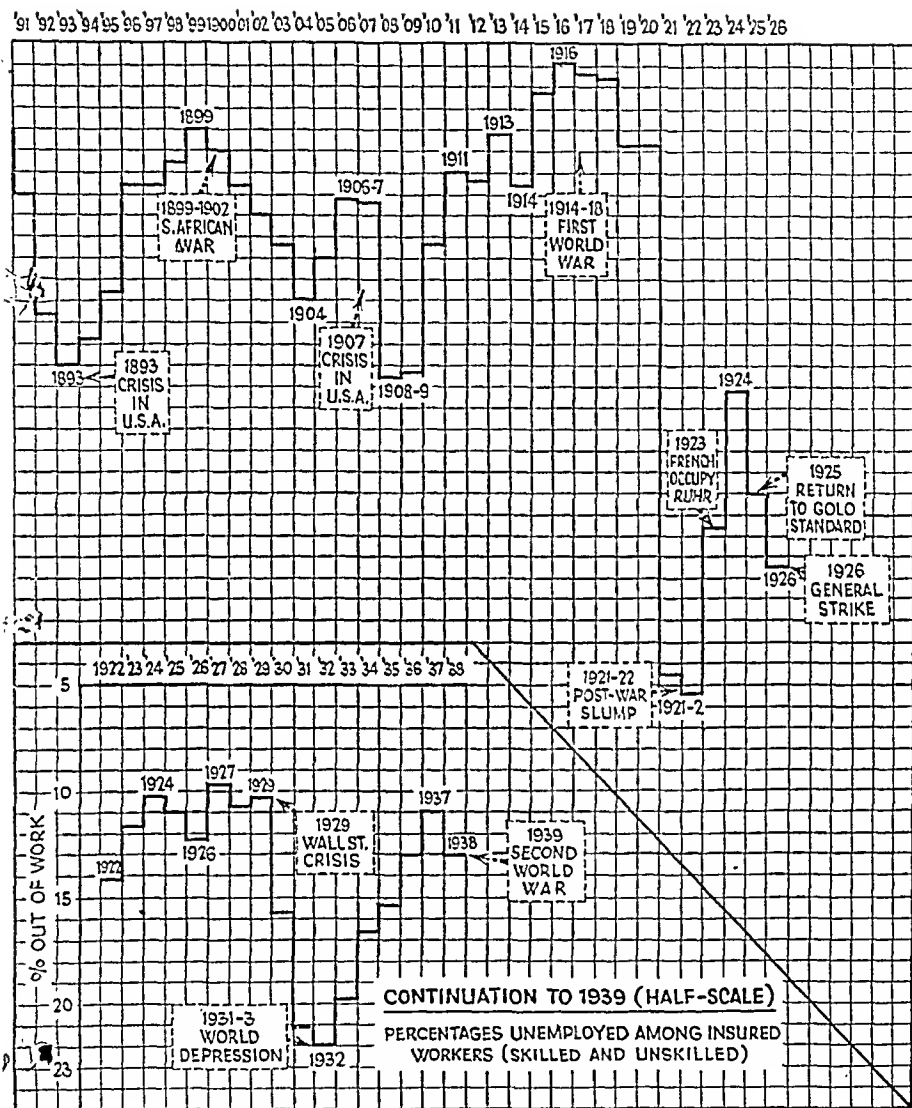 '91 '92 '93 '94 '95 '96 '97 '98 '99 1900 '01 '02 '03 '04 '05 '06 '07 '08 '09 '10 '11 '12 '13 '14 '15 '16 '17 '18 '19 '20 '21 '22 '23 '24 '25 '26
1916
1899
1913
1911
1906-7
1914
1899-1902
S. AFRICAN
WAR
1914-18
FIRST
WORLD
WAR
1904
1907
CRISIS
IN
U.S.A.
1893
1893
CRISIS
IN
U.S.A.
1908-9
1924
1923
FRENCH
OCCUPY
RUHR
1925
RETURN
TO GOLD
STANDARD
1926
1926
GENERAL
STRIKE
1922 '23 '24 '25 '26 '27 '28 '29 '30 '31 '32 '33 '34 '35 '36 '37 '38
5
1921-22
POST-WAR
SLUMP
1921-2
10
1924
1927
1929
1937
1929
WALL ST.
CRISIS
1926
1938
1939
SECOND
WORLD
WAR
1922
15
% OUT OF WORK
20
1931-3
WORLD
DEPRESSION
1932
23
CONTINUATION TO 1939 (HALF-SCALE)
PERCENTAGES UNEMPLOYED AMONG INSURED
WORKERS (SKILLED AND UNSKILLED)